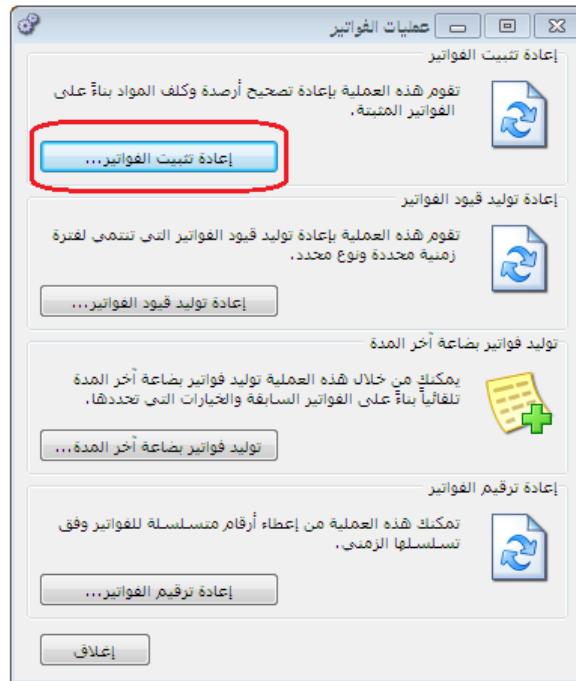 عمليات الفواتير
إعادة تثبيت الفواتير
تقوم هذه العملية بإعادة تصحيح أرصدة وكلف المواد بناءً على
الفواتير المثبتة.
إعادة تثبيت الفواتير...
إعادة توليد قيود الفواتير
تقوم هذه العملية بإعادة توليد قيود الفواتير التي تنتمي لفترة
زمنية محددة ونوع محدد.
إعادة توليد قيود الفواتير...
توليد فواتير بضاعة آخر المدة
يمكنك من خلال هذه العملية توليد فواتير بضاعة آخر المدة
تلقائياً بناءً على الفواتير السابقة والخيارات التي تحددها.
توليد فواتير بضاعة آخر المدة...
إعادة ترقيم الفواتير
تمكنك هذه العملية من إعطاء أرقام متسلسلة للفواتير وفق
تسلسلها الزمني.
إعادة ترقيم الفواتير...
إغلاق